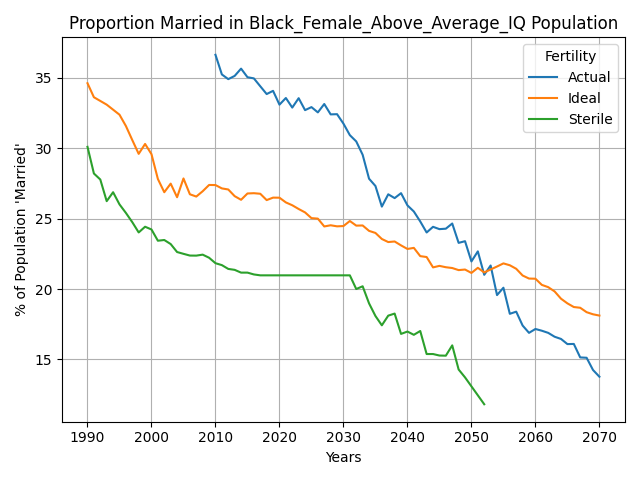 Proportion Married in Black_Female_Above_Average_IQ Population
% of Population 'Married'
35
30
25
20
15
Fertility
Actual
Ideal
Sterile
1990 2000 2010 2020 2030 2040 2050 2060 2070
Years